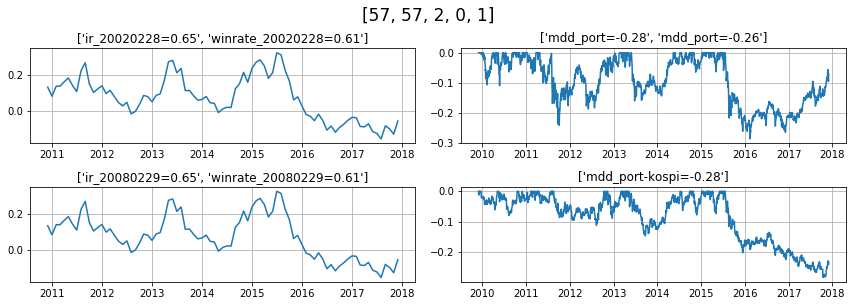 [57, 57, 2, 0, 1]
['ir_20020228=0.65', 'winrate_20020228=0.61']
0.2
0.0
2011 2012 2013 2014 2015 2016 2017 2018
['mdd_port=-0.28', 'mdd_port=-0.26']
0.0
−0.1
−0.2
−0.3
2010 2011 2012 2013 2014 2015 2016 2017 2018
['ir_20080229=0.65', 'winrate_20080229=0.61']
0.2
0.0
2011 2012 2013 2014 2015 2016 2017 2018
['mdd_port-kospi=-0.28']
0.0
−0.1
−0.2
2010 2011 2012 2013 2014 2015 2016 2017 2018